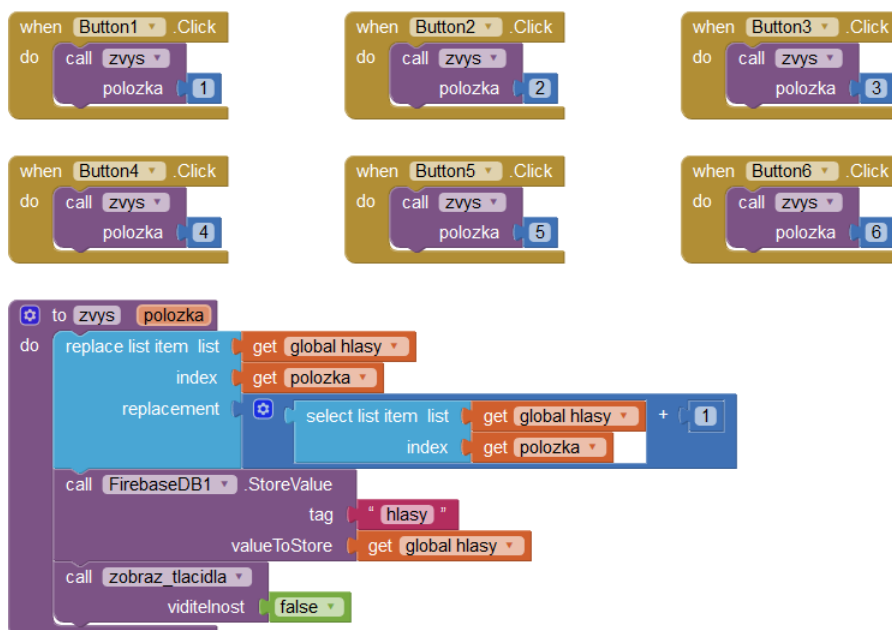 when Button1 .Click
do call zvys
polozka 1
when Button2 .Click
do call zvys
polozka 2
when Button3 .Click
do call zvys
polozka 3
when Button4 .Click
do call zvys
polozka 4
when Button5 .Click
do call zvys
polozka 5
when Button6 .Click
do call zvys
polozka 6
to zvys polozka
do replace list item list get global hlasy
index get polozka
replacement select list item list get global hlasy + 1
index get polozka
call FirebaseDB1 .StoreValue
tag " hlasy "
valueToStore get global hlasy
call zobraz_tlacidla
viditelnost false